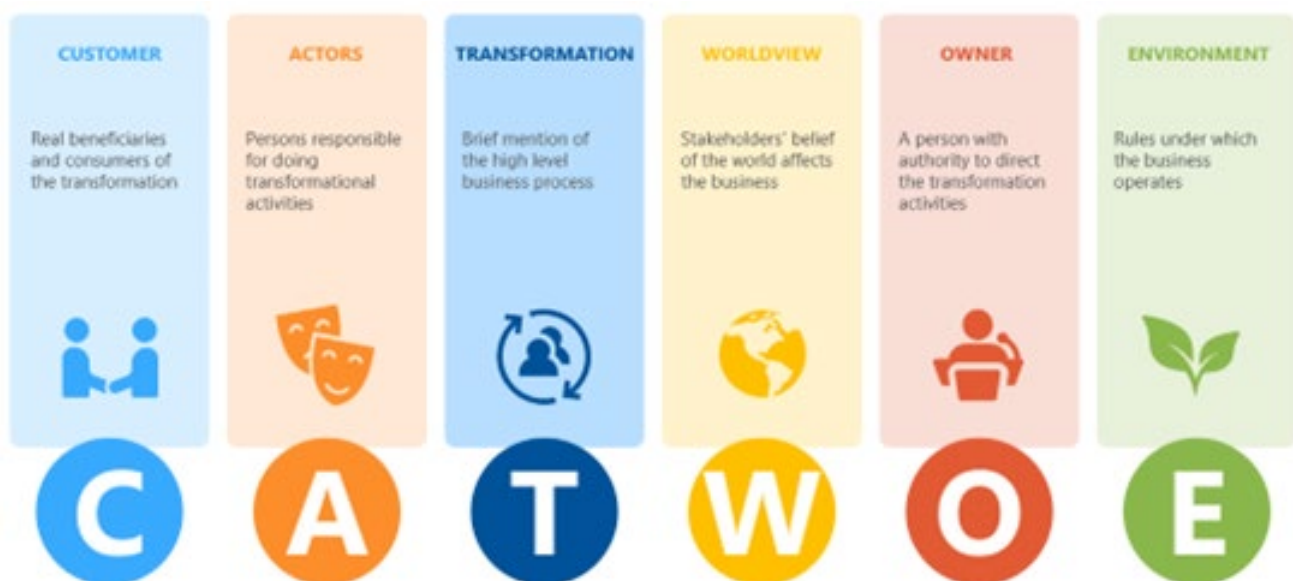 CUSTOMER
Real beneficiaries
and consumers of
the transformation
C
ACTORS
Persons responsible
for doing
transformational
activities
A
TRANSFORMATION
Brief mention of
the high level
business process
T
WORLDVIEW
Stakeholders' belief
of the world affects
the business
W
OWNER
A person with
authority to direct
the transformation
activities
O
ENVIRONMENT
Rules under which
the business
operates
E